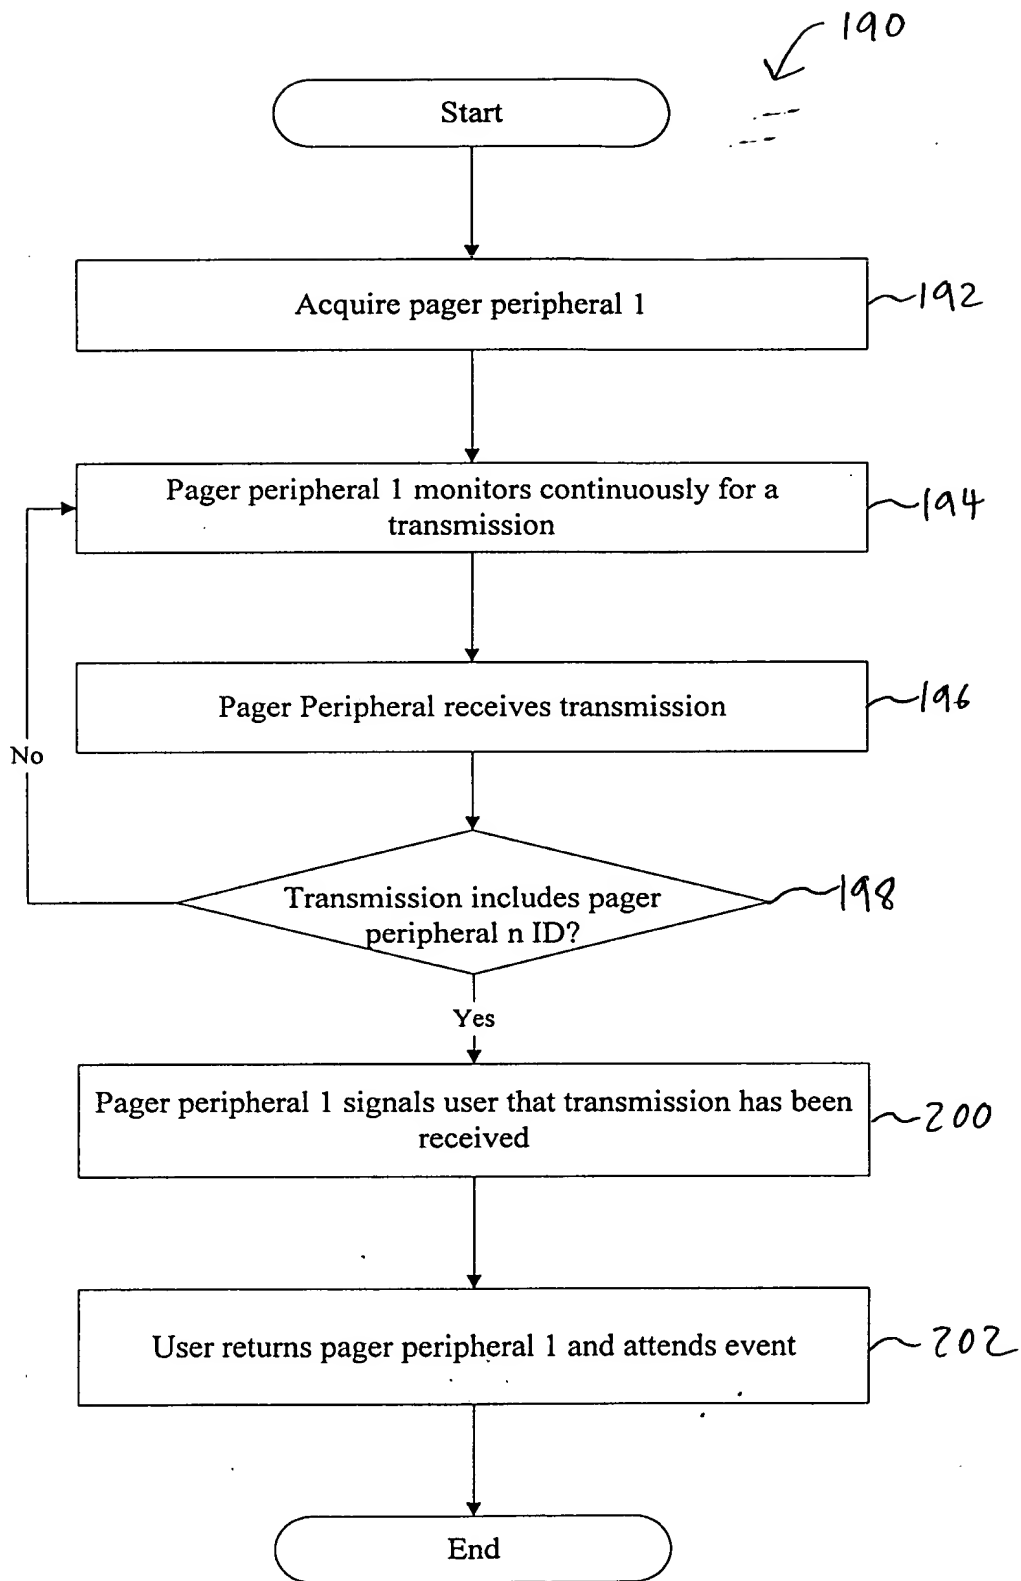 190
Start
Acquire pager peripheral 1
192
Pager peripheral 1 monitors continuously for a
transmission
194
Pager Peripheral receives transmission
196
No
Transmission includes pager
peripheral n ID?
198
Yes
Pager peripheral 1 signals user that transmission has been
received
200
User returns pager peripheral 1 and attends event
202
End